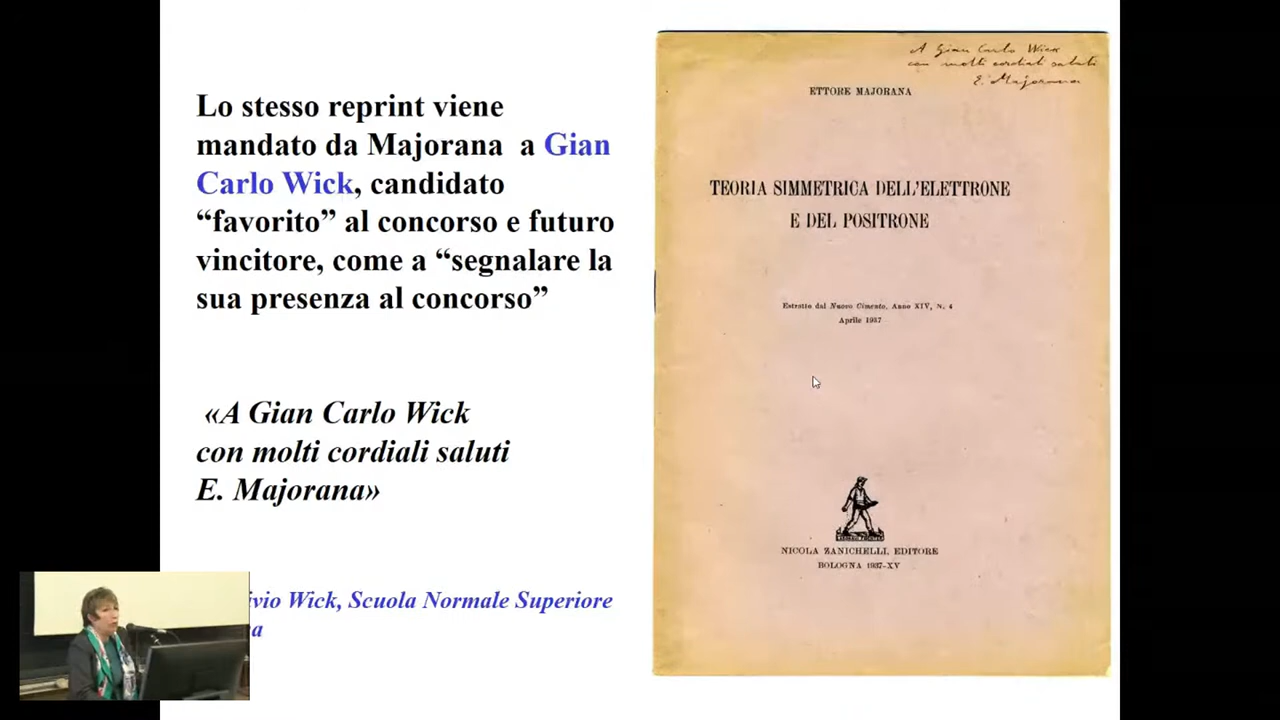 Lo stesso reprint viene
mandato da Majorana a Gian
Carlo Wick, candidato
“favorito” al concorso e futuro
vincitore, come a “segnalare la
sua presenza al concorso”
«A Gian Carlo Wick
con molti cordiali saluti
E. Majorana»
ivio Wick, Scuola Normale Superiore
a
A Gian Carlo Wick
con molti cordiali saluti
E. Majorana
ETTORE MAJORANA
TEORIA SIMMETRICA DELL'ELETTRONE
E DEL POSITRONE
Estratto dal Nuovo Cimento, Anno XIV, N. 4
Aprile 1937
NICOLA ZANICHELLI, EDITORE
BOLOGNA 1937-XV